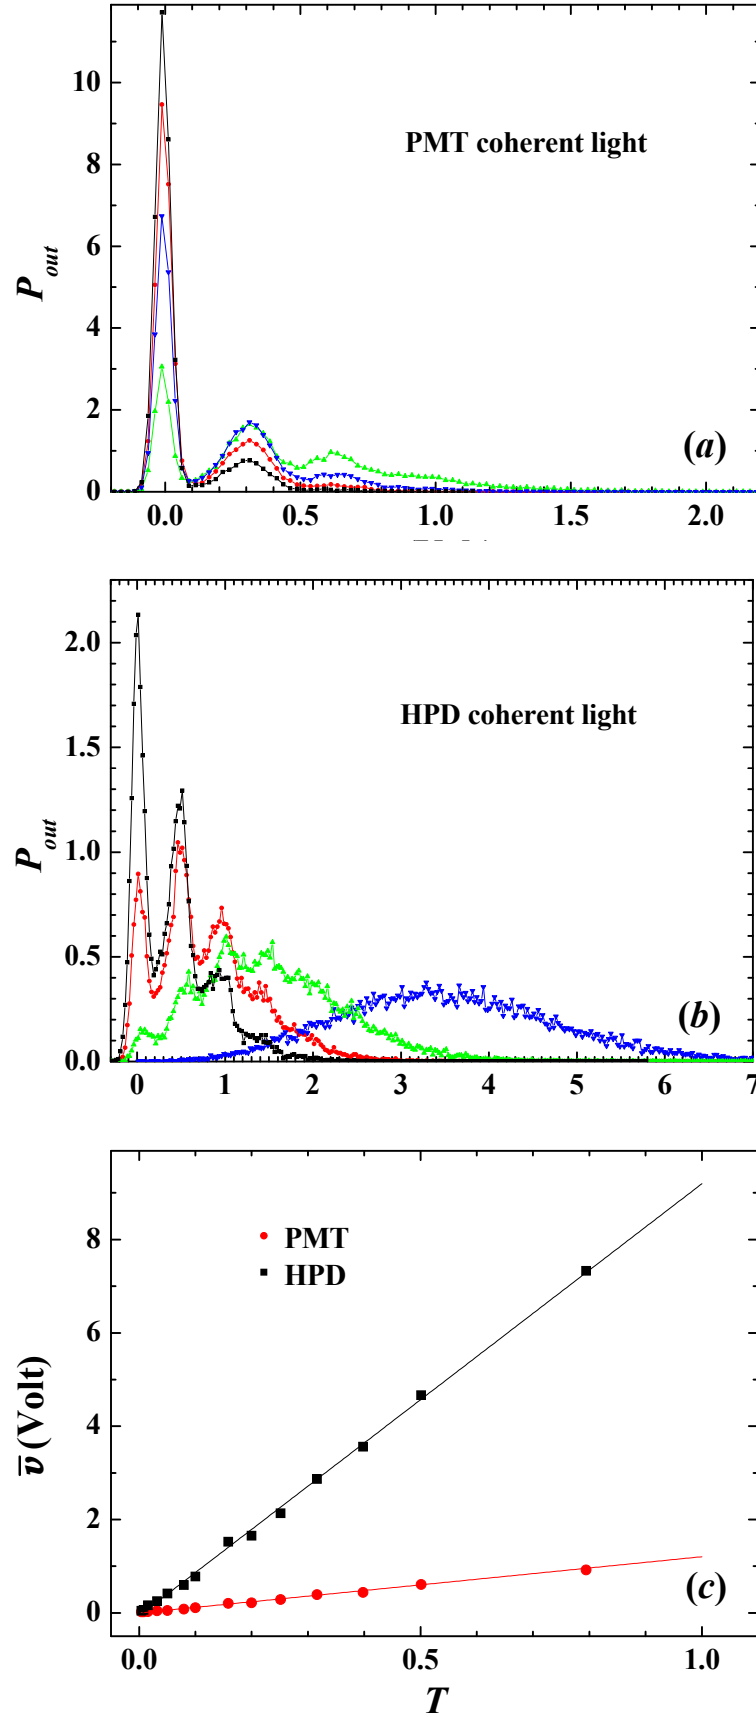 10
8
6
4
2
0
P_out
PMT coherent light
(a)
0.0 0.5 1.0 1.5 2.0
2.0
1.5
1.0
0.5
0.0
P_out
HPD coherent light
(b)
0 1 2 3 4 5 6 7
8
6
4
2
0
v̅ (Volt)
PMT
HPD
(c)
0.0 0.5 1.0
T